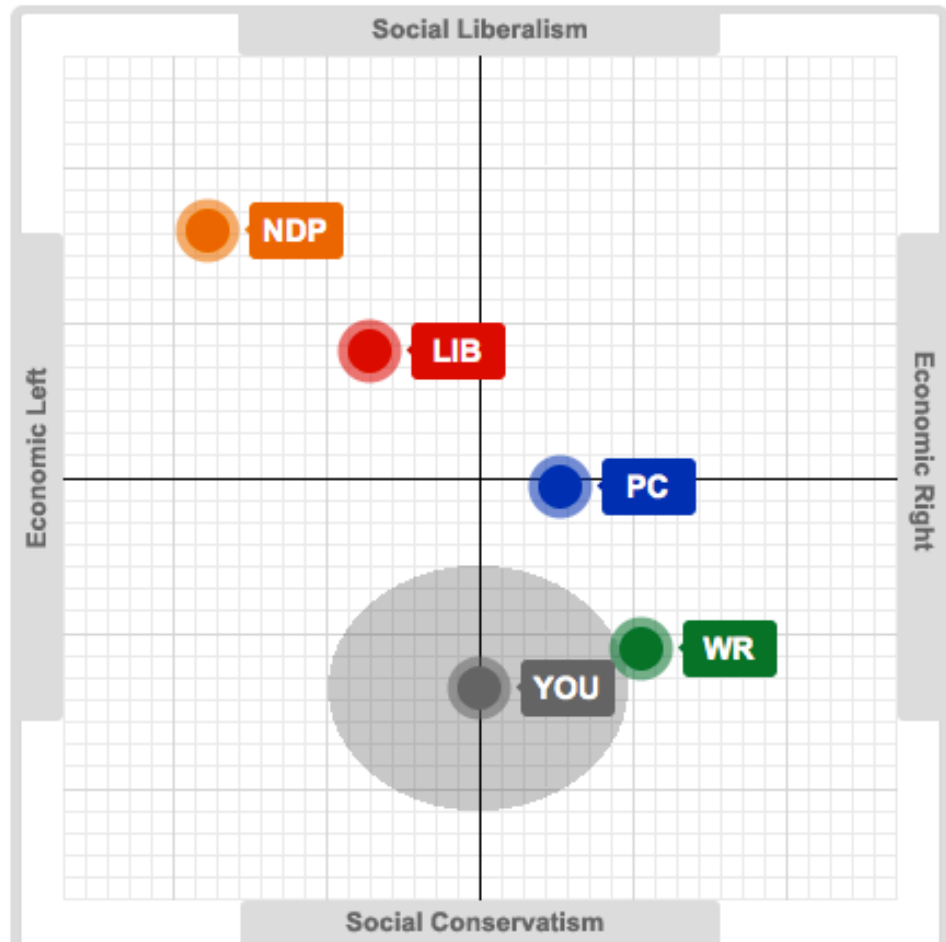 Social Liberalism
NDP
LIB
Economic Left
Economic Right
PC
WR
YOU
Social Conservatism